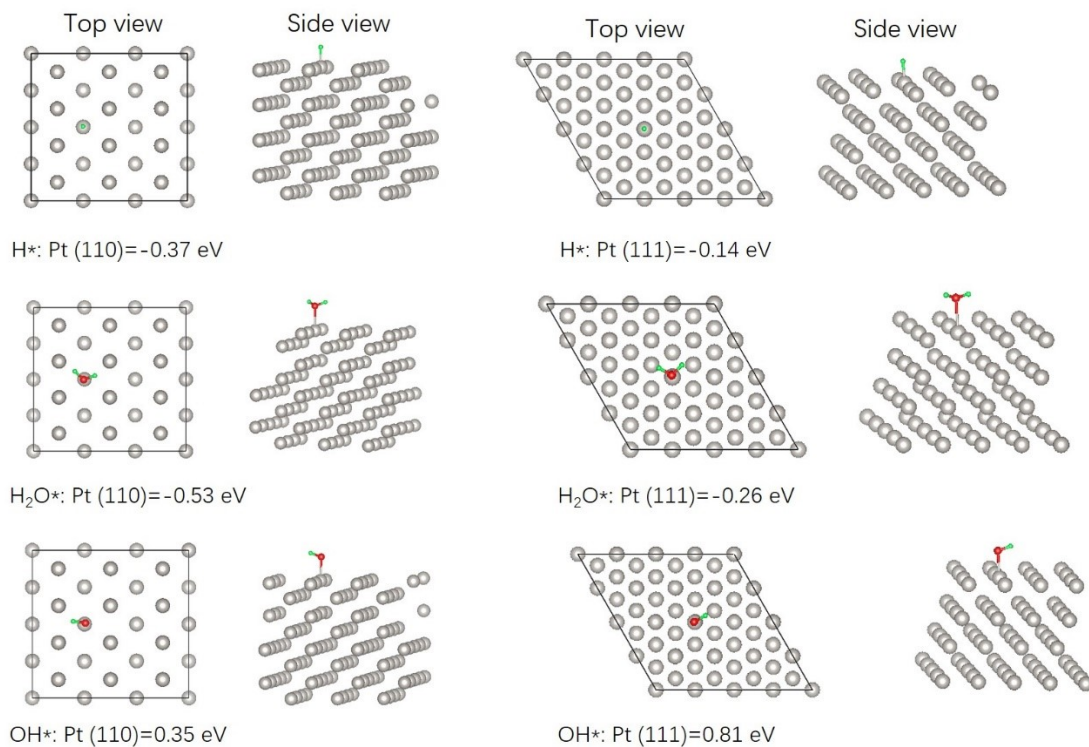 Top view Side view Top view Side view
H*: Pt (110)=-0.37 eV H*: Pt (111)=-0.14 eV
H₂O*: Pt (110)=-0.53 eV H₂O*: Pt (111)=-0.26 eV
OH*: Pt (110)=0.35 eV OH*: Pt (111)=0.81 eV